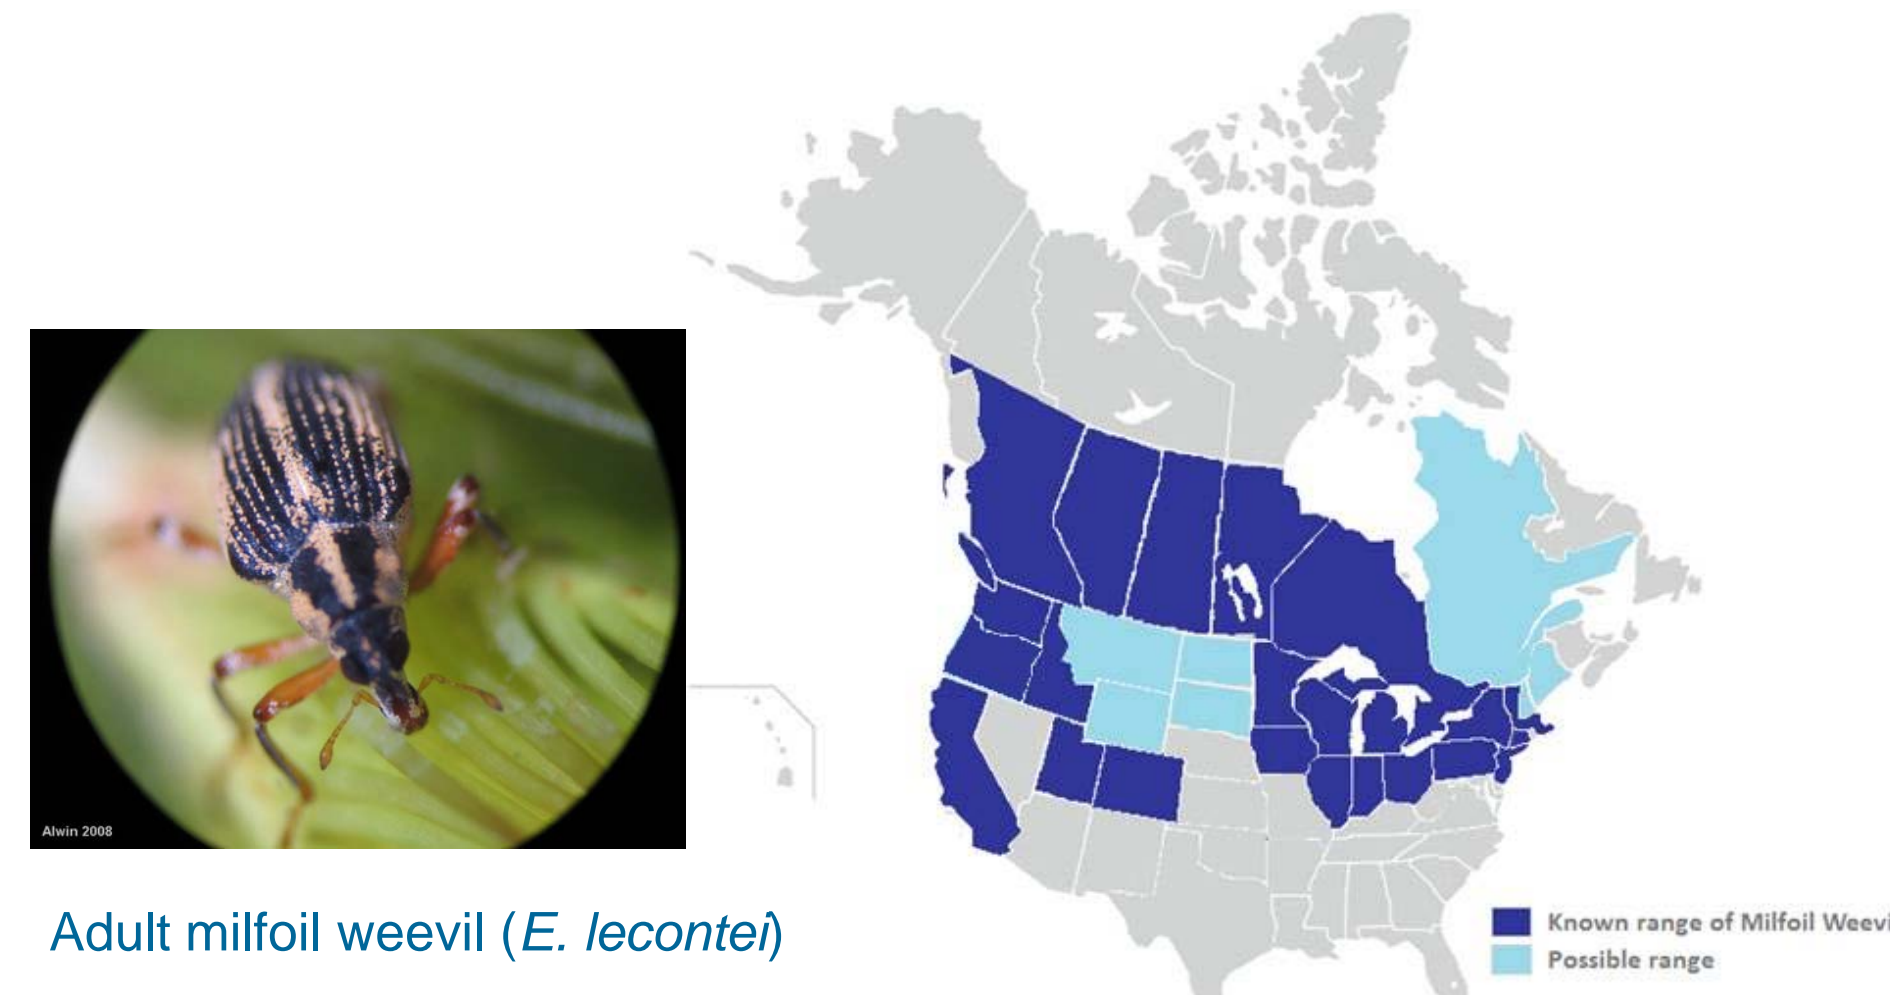 Alwin 2008
Adult milfoil weevil (E. lecontei)
Known range of Milfoil Weevi
Possible range